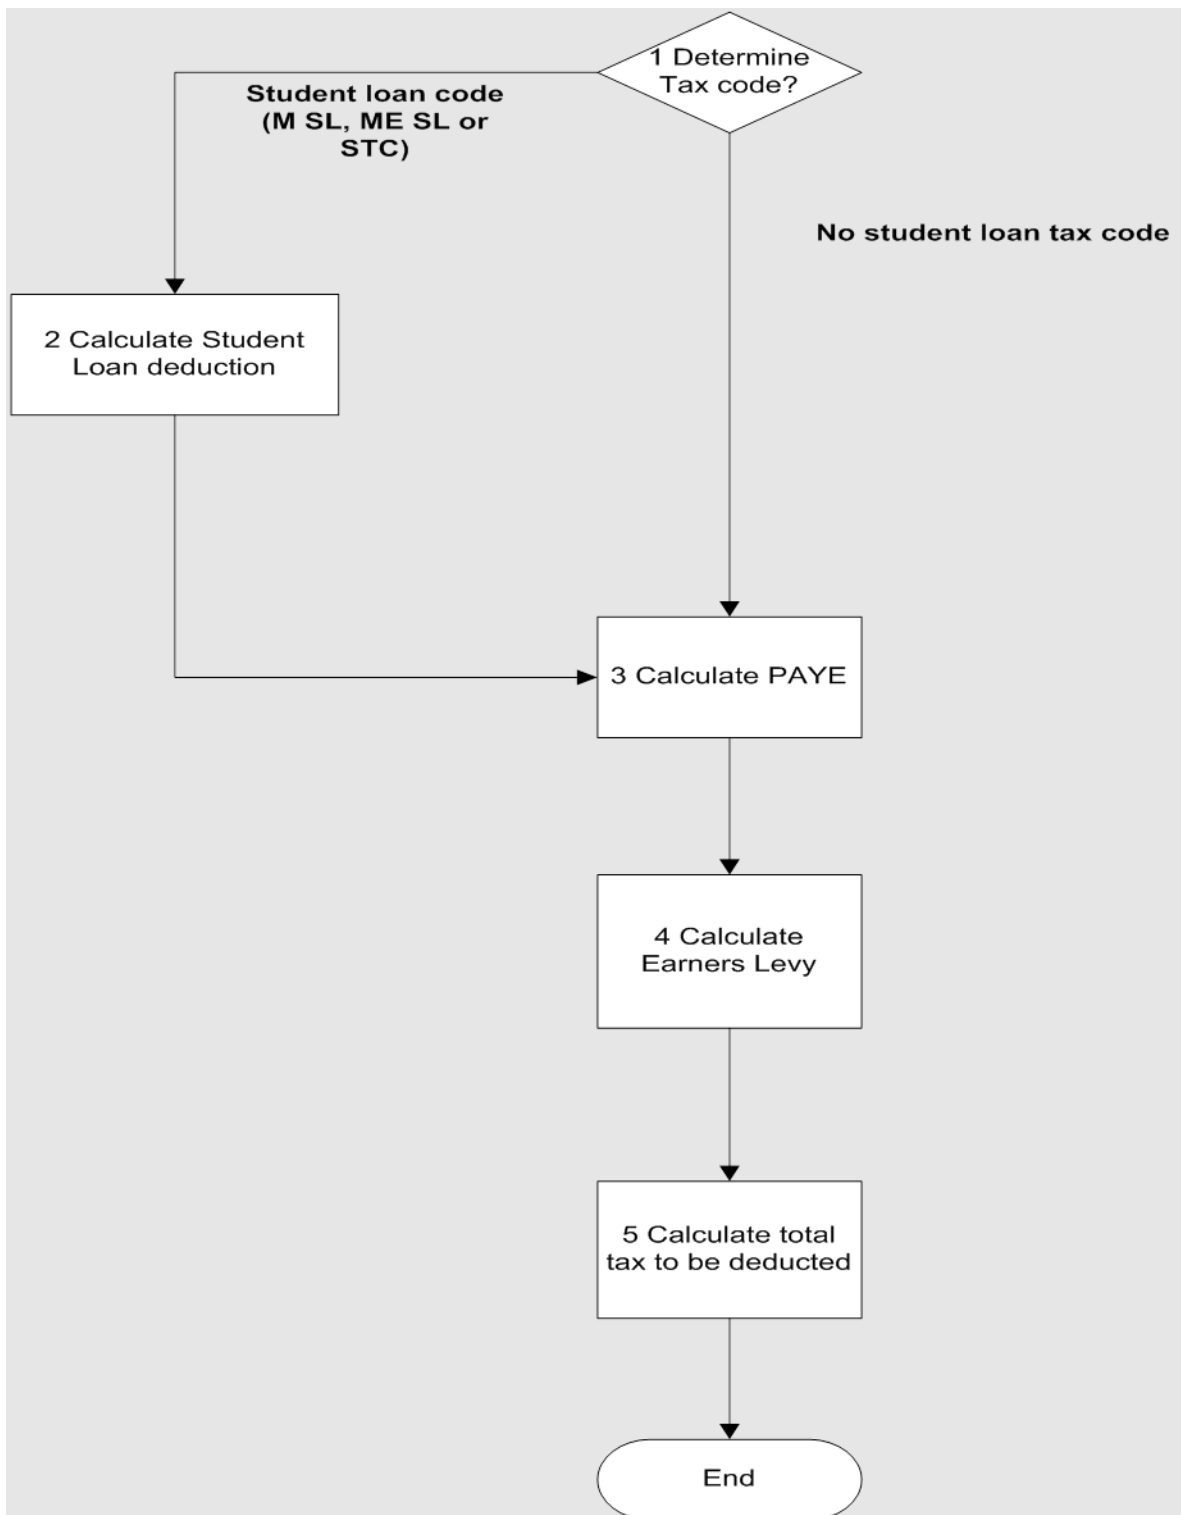 1 Determine
Tax code?
Student loan code
(M SL, ME SL or
STC)
No student loan tax code
2 Calculate Student
Loan deduction
3 Calculate PAYE
4 Calculate
Earners Levy
5 Calculate total
tax to be deducted
End